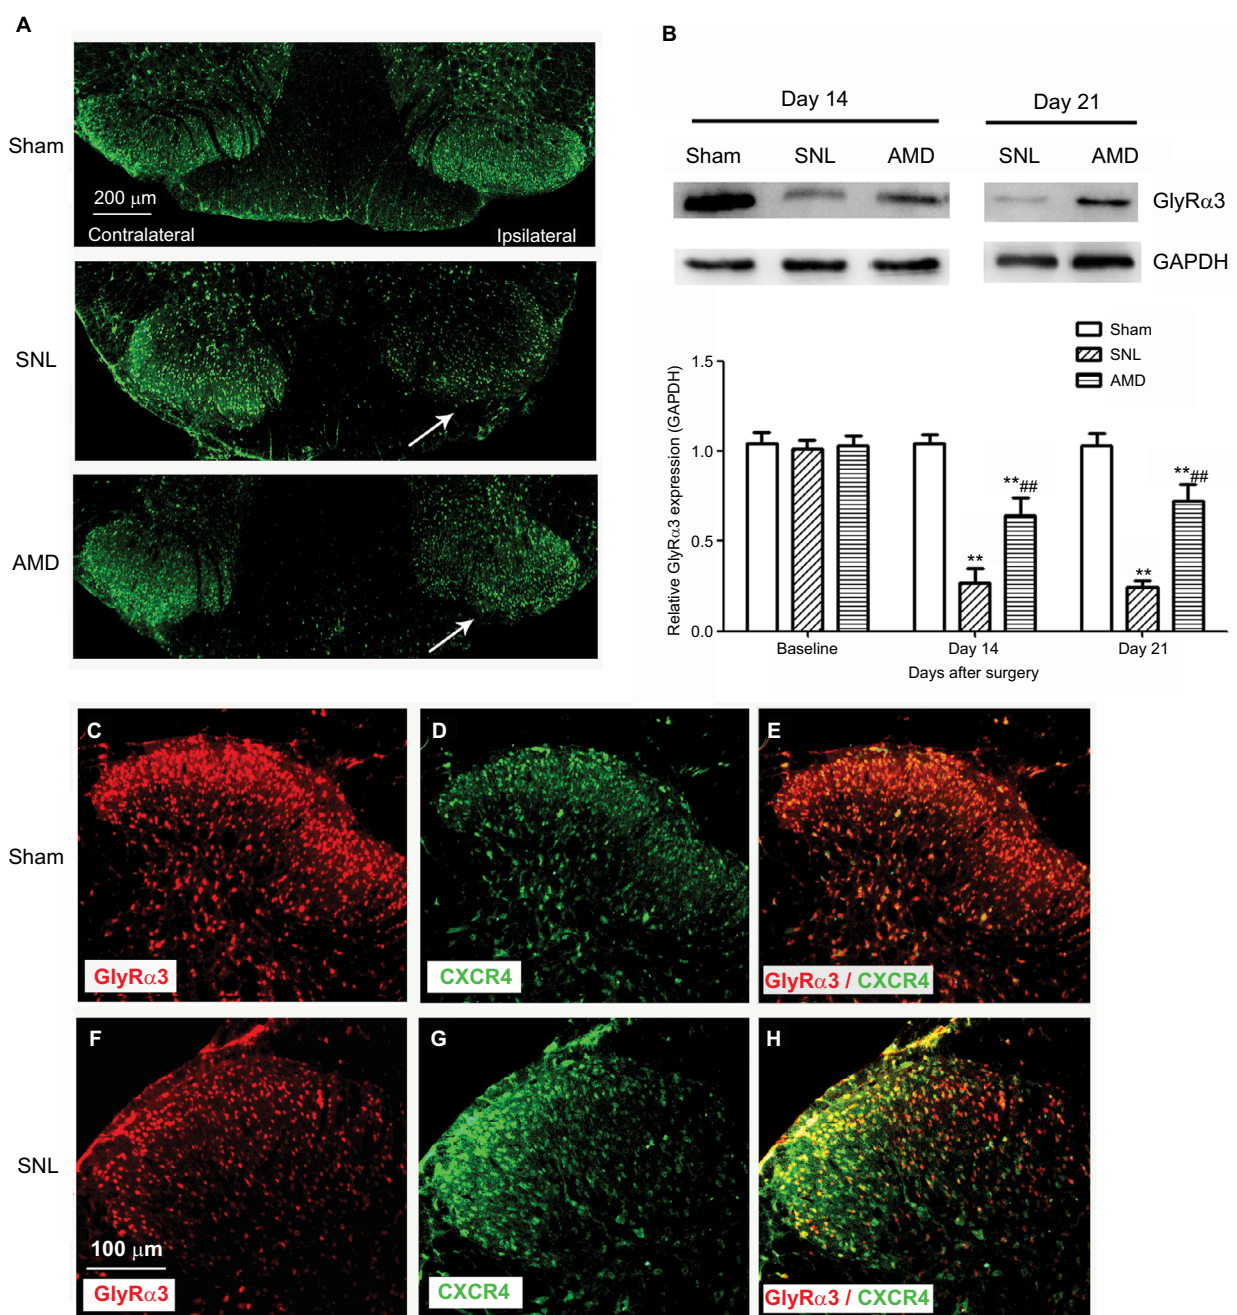 A
Sham
200 μm
Contralateral
Ipsilateral
SNL
AMD
B
Day 14
Day 21
Sham
SNL
AMD
SNL
AMD
GlyRα3
GAPDH
Sham
SNL
AMD
Relative GlyRα3 expression (GAPDH)
1.5
1.0
0.5
0.0
**
**##
**
**##
Baseline
Day 14
Day 21
Days after surgery
Sham
C
GlyRα3
D
CXCR4
E
GlyRα3 / CXCR4
SNL
F
100 μm
GlyRα3
G
CXCR4
H
GlyRα3 / CXCR4